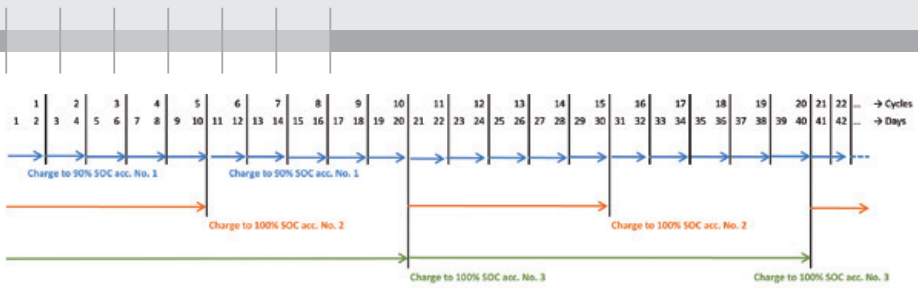 1 2 3 4 5 6 7 8 9 10 11 12 13 14 15 16 17 18 19 20 21 22 ... → Cycles
1 2 3 4 5 6 7 8 9 10 11 12 13 14 15 16 17 18 19 20 21 22 23 24 25 26 27 28 29 30 31 32 33 34 35 36 37 38 39 40 41 42 ... → Days
Charge to 90% SOC acc. No. 1 Charge to 90% SOC acc. No. 1
Charge to 100% SOC acc. No. 2 Charge to 100% SOC acc. No. 2
Charge to 100% SOC acc. No. 3 Charge to 100% SOC acc. No. 3